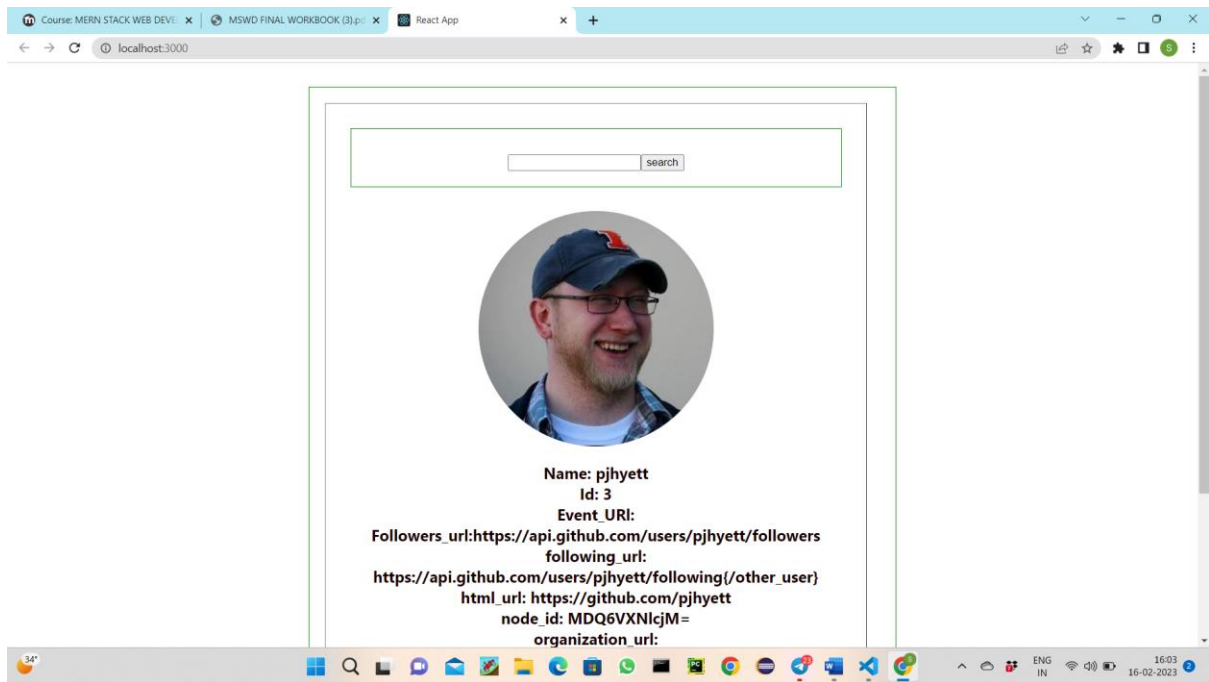 Course: MERN STACK WEB DEVE
MSWD FINAL WORKBOOK (3).pd
React App
localhost:3000
S
search
Name: pjhyett
Id: 3
Event_URl:
Followers_url:https://api.github.com/users/pjhyett/followers
following_url:
https://api.github.com/users/pjhyett/following{/other_user}
html_url: https://github.com/pjhyett
node_id: MDQ6VXNlcjM=
organization_url:
34°
ENG
IN
16:03
16-02-2023
2